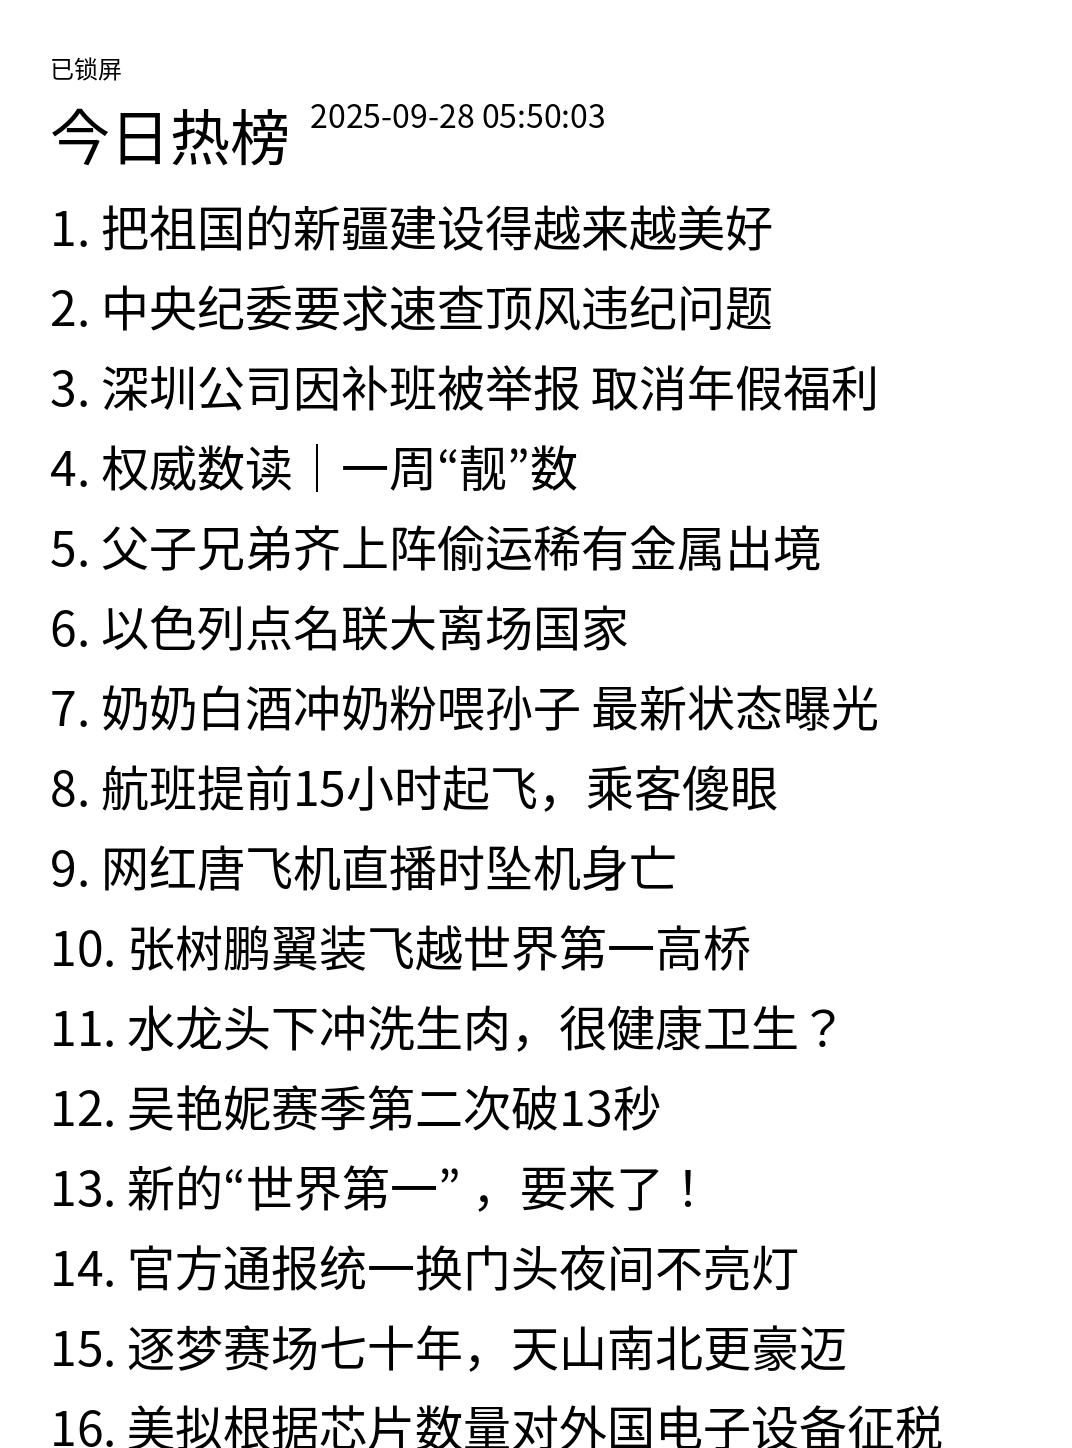 已锁屏
今日热榜 2025-09-28 05:50:03
1. 把祖国的新疆建设得越来越美好
2. 中央纪委要求速查顶风违纪问题
3. 深圳公司因补班被举报 取消年假福利
4. 权威数读｜一周“靓”数
5. 父子兄弟齐上阵偷运稀有金属出境
6. 以色列点名联大离场国家
7. 奶奶白酒冲奶粉喂孙子 最新状态曝光
8. 航班提前15小时起飞，乘客傻眼
9. 网红唐飞机直播时坠机身亡
10. 张树鹏翼装飞越世界第一高桥
11. 水龙头下冲洗生肉，很健康卫生？
12. 吴艳妮赛季第二次破13秒
13. 新的“世界第一”，要来了！
14. 官方通报统一换门头夜间不亮灯
15. 逐梦赛场七十年，天山南北更豪迈
16. 美拟根据芯片数量对外国电子设备征税